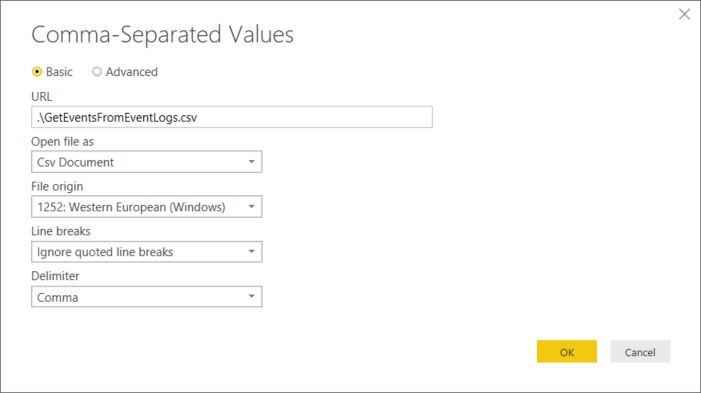 Comma-Separated Values
Basic Advanced
URL
.\GetEventsFromEventLogs.csv
Open file as
Csv Document
File origin
1252: Western European (Windows)
Line breaks
Ignore quoted line breaks
Delimiter
Comma
OK Cancel